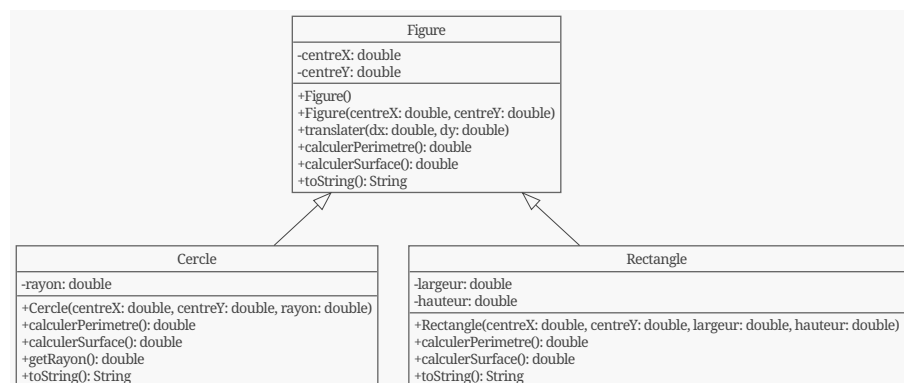 Figure
-centreX: double
-centreY: double
+Figure()
+Figure(centreX: double, centreY: double)
+translater(dx: double, dy: double)
+calculerPerimetre(): double
+calculerSurface(): double
+toString(): String
Cercle
-rayon: double
+Cercle(centreX: double, centreY: double, rayon: double)
+calculerPerimetre(): double
+calculerSurface(): double
+getRayon(): double
+toString(): String
Rectangle
-largeur: double
-hauteur: double
+Rectangle(centreX: double, centreY: double, largeur: double, hauteur: double)
+calculerPerimetre(): double
+calculerSurface(): double
+toString(): String